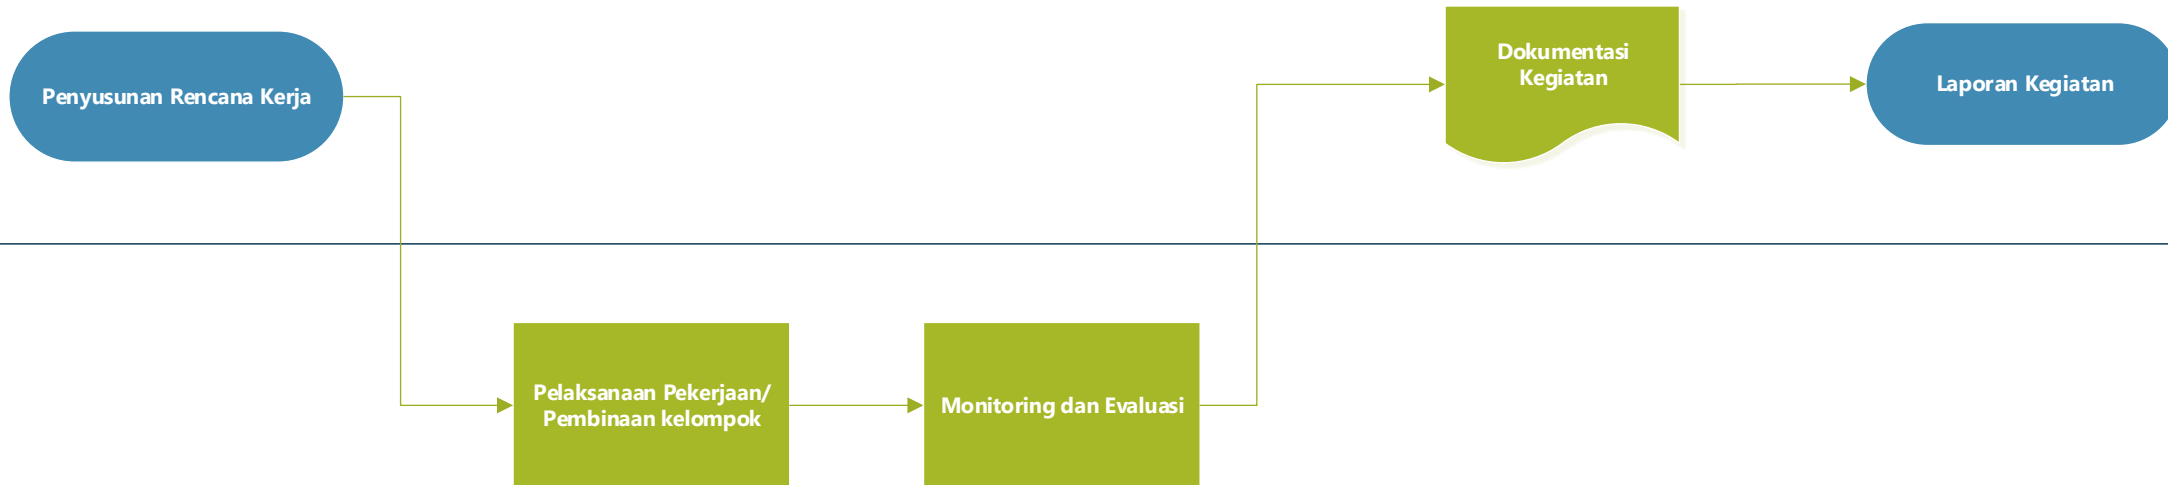 Penyusunan Rencana Kerja
Pelaksanaan Pekerjaan/
Pembinaan kelompok
Monitoring dan Evaluasi
Dokumentasi
Kegiatan
Laporan Kegiatan